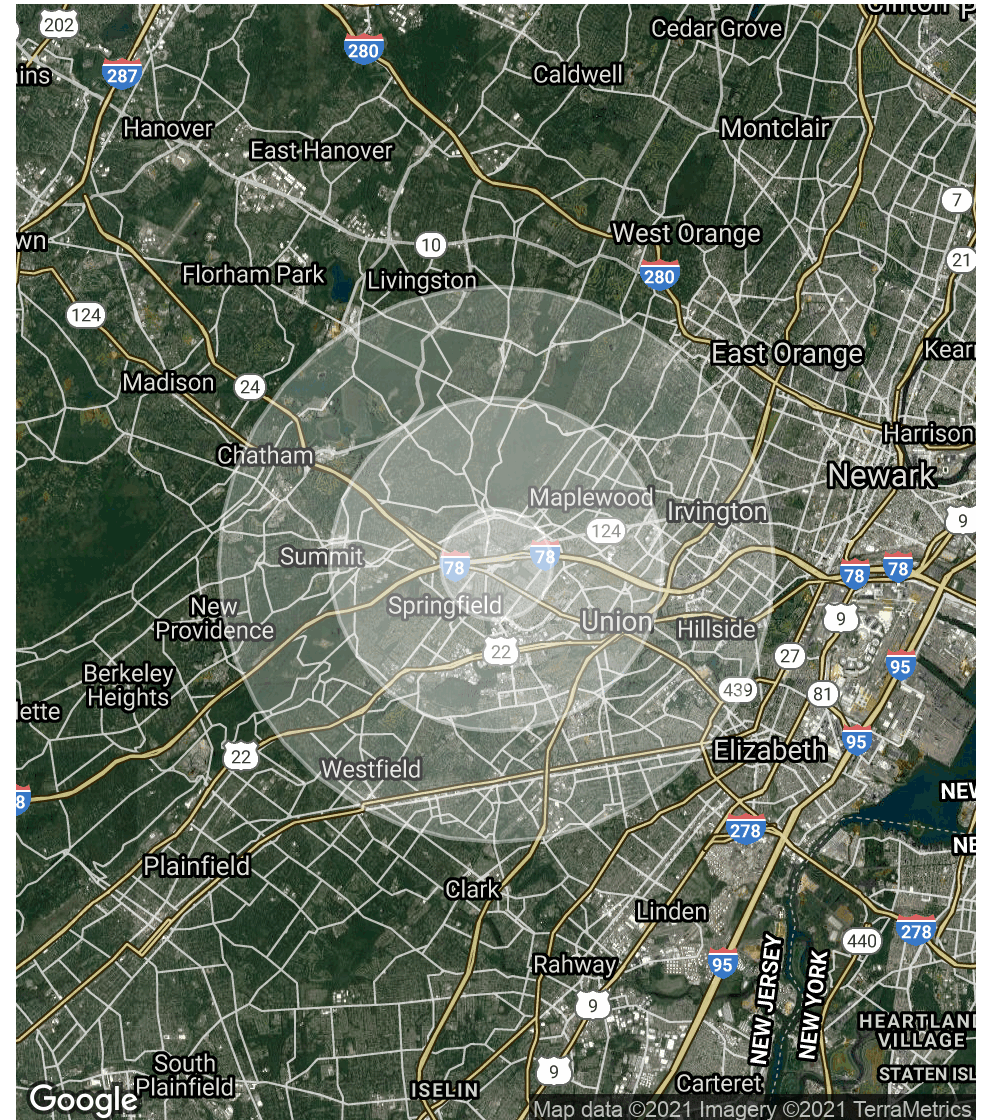 Clifton
202
280
Cedar Grove
287
Caldwell
Hanover
Montclair
East Hanover
7
10
West Orange
21
Florham Park
Livingston
280
124
East Orange
Madison
24
Harrison
Chatham
Newark
Maplewood
Irvington
9
124
Summit
78
78
78
78
Springfield
New
Providence
Union
Hillside
9
22
27
95
Berkeley
Heights
439
81
95
Elizabeth
22
Westfield
278
Plainfield
Clark
Linden
278
440
95
Rahway
NEW JERSEY
NEW YORK
9
HEARTLAN
VILLAGE
South
Plainfield
9
STATEN ISL
Carteret
ISELIN
Google
Map data ©2021 Imagery ©2021 TerraMetrics